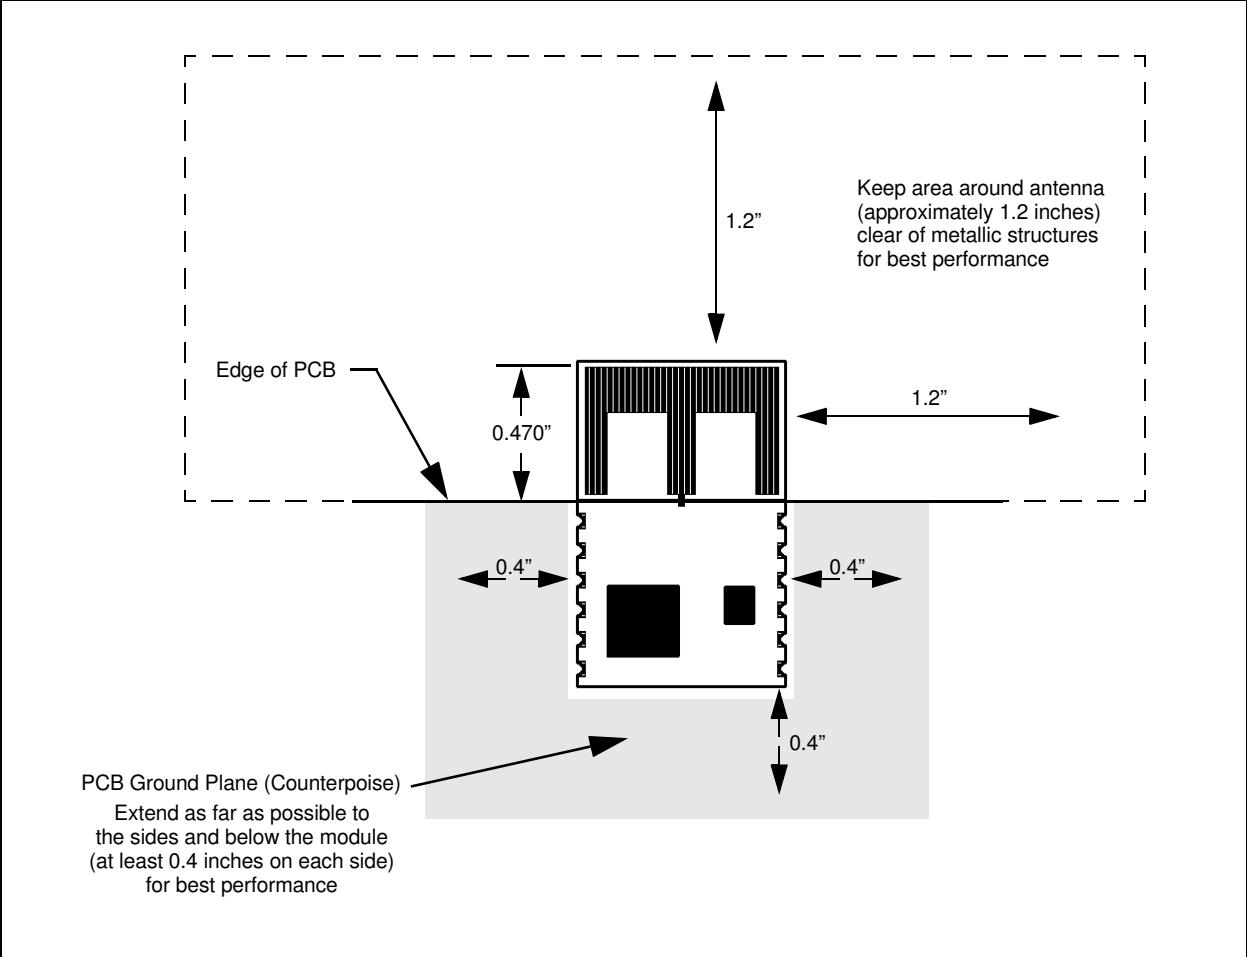 1.2”
Keep area around antenna
(approximately 1.2 inches)
clear of metallic structures
for best performance
Edge of PCB
1.2”
0.470”
0.4”
0.4”
0.4”
PCB Ground Plane (Counterpoise)
Extend as far as possible to
the sides and below the module
(at least 0.4 inches on each side)
for best performance